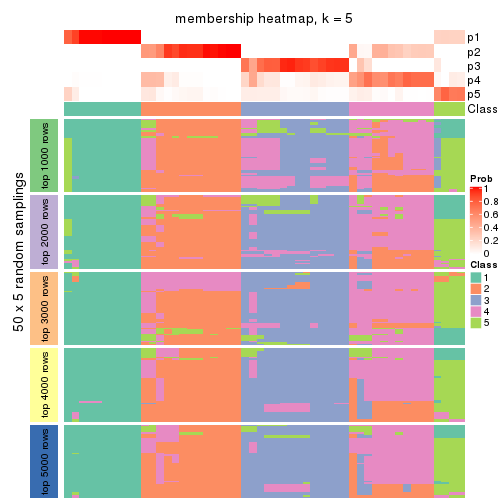 membership heatmap, k = 5
p1
p2
p3
p4
p5
Class
50 x 5 random samplings
top 1000 rows
top 2000 rows
top 3000 rows
top 4000 rows
top 5000 rows
Prob
1
0.8
0.6
0.4
0.2
0
Class
1
2
3
4
5